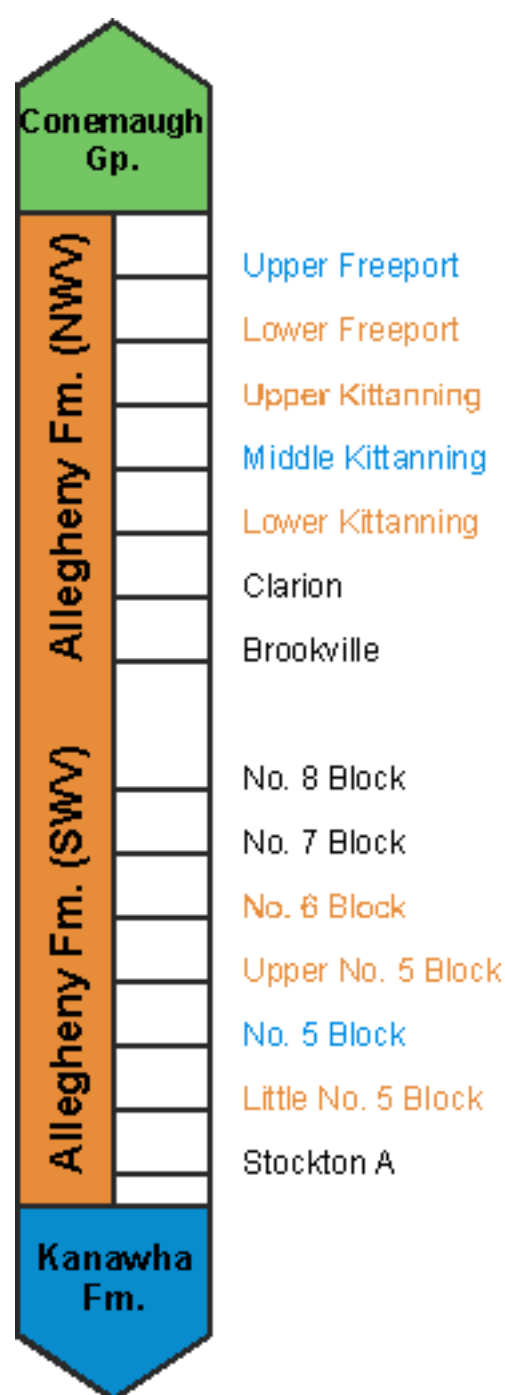 Conemaugh
Gp.
Allegheny Fm. (NWV)
Upper Freeport
Lower Freeport
Upper Kittanning
Middle Kittanning
Lower Kittanning
Clarion
Brookville
Allegheny Fm. (SWV)
No. 8 Block
No. 7 Block
No. 6 Block
Upper No. 5 Block
No. 5 Block
Little No. 5 Block
Stockton A
Kanawha
Fm.